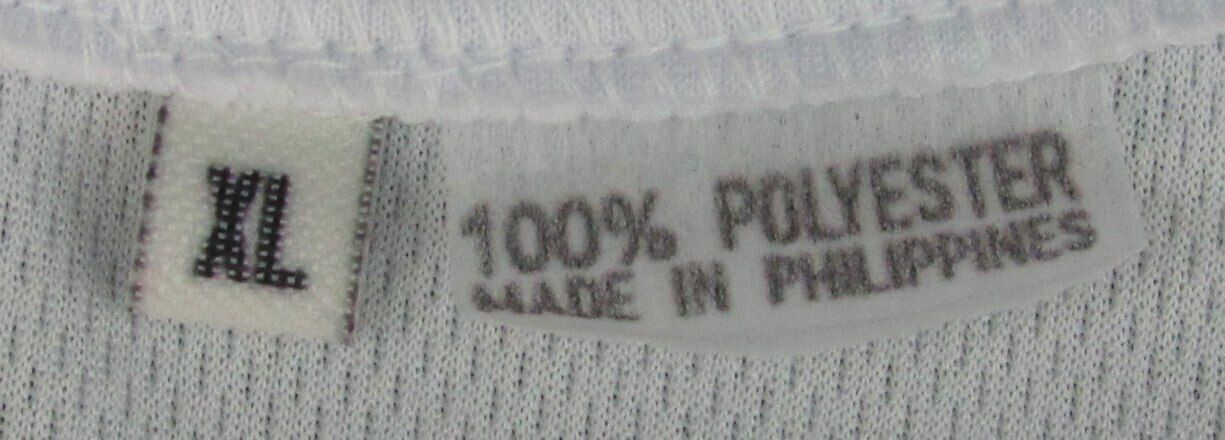 XL
100% POLYESTER
MADE IN PHILIPPINES